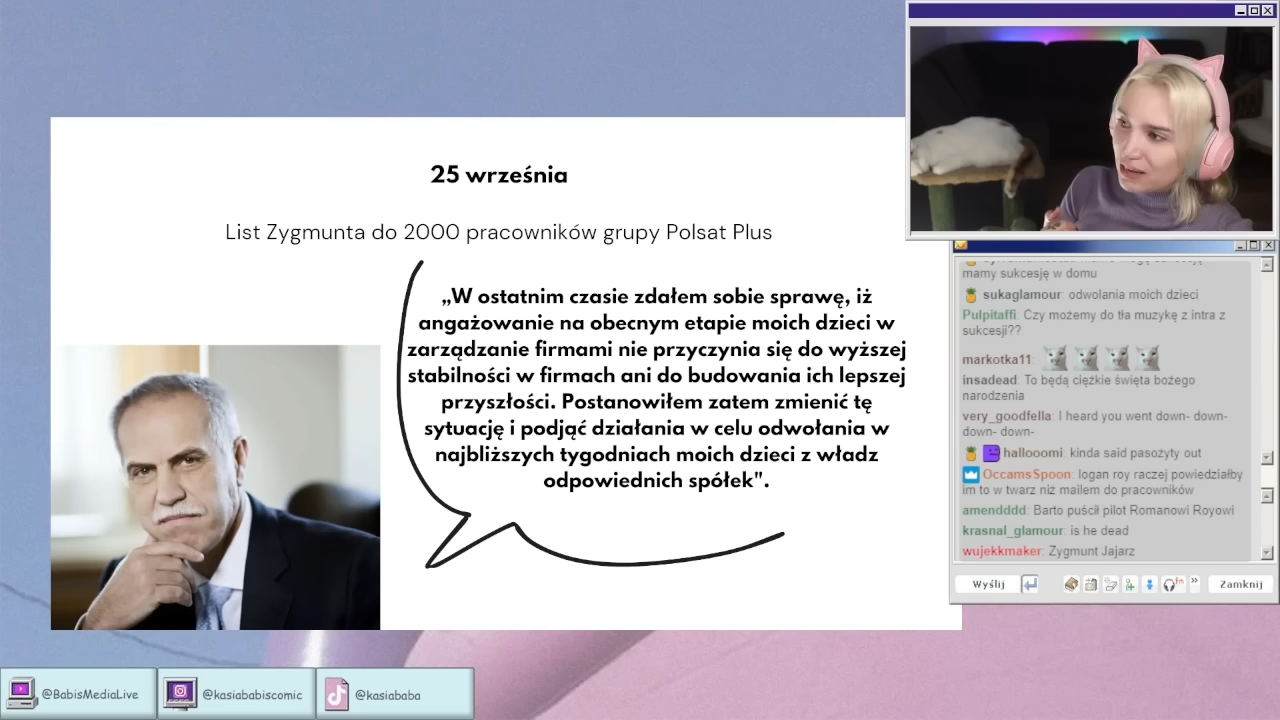 25 września
List Zygmunta do 2000 pracowników grupy Polsat Plus
„W ostatnim czasie zdałem sobie sprawę, iż
angażowanie na obecnym etapie moich dzieci w
zarządzanie firmami nie przyczynia się do wyższej
stabilności w firmach ani do budowania ich lepszej
przyszłości. Postanowiłem zatem zmienić tę
sytuację i podjąć działania w celu odwołania w
najbliższych tygodniach moich dzieci z władz
odpowiednich spółek".
mamy sukcesję w domu
sukaglamour: odwolania moich dzieci
Pulpitaffi: Czy możemy do tła muzykę z intra z
sukcesji??
markotka11:
insadead: To będą ciężkie święta bożego
narodzenia
very_goodfella: I heard you went down- down-
down- down-
hallooomi: kinda said pasożyty out
OccamsSpoon: logan roy raczej powiedziałby
im to w twarz niż mailem do pracowników
amendddd: Barto puścił pilot Romanowi Royowi
krasnal_glamour: is he dead
wujekkmaker: Zygmunt Jajarz
Wyślij
fn
Zamknij
@BabisMediaLive
@kasiababiscomic
@kasiababa